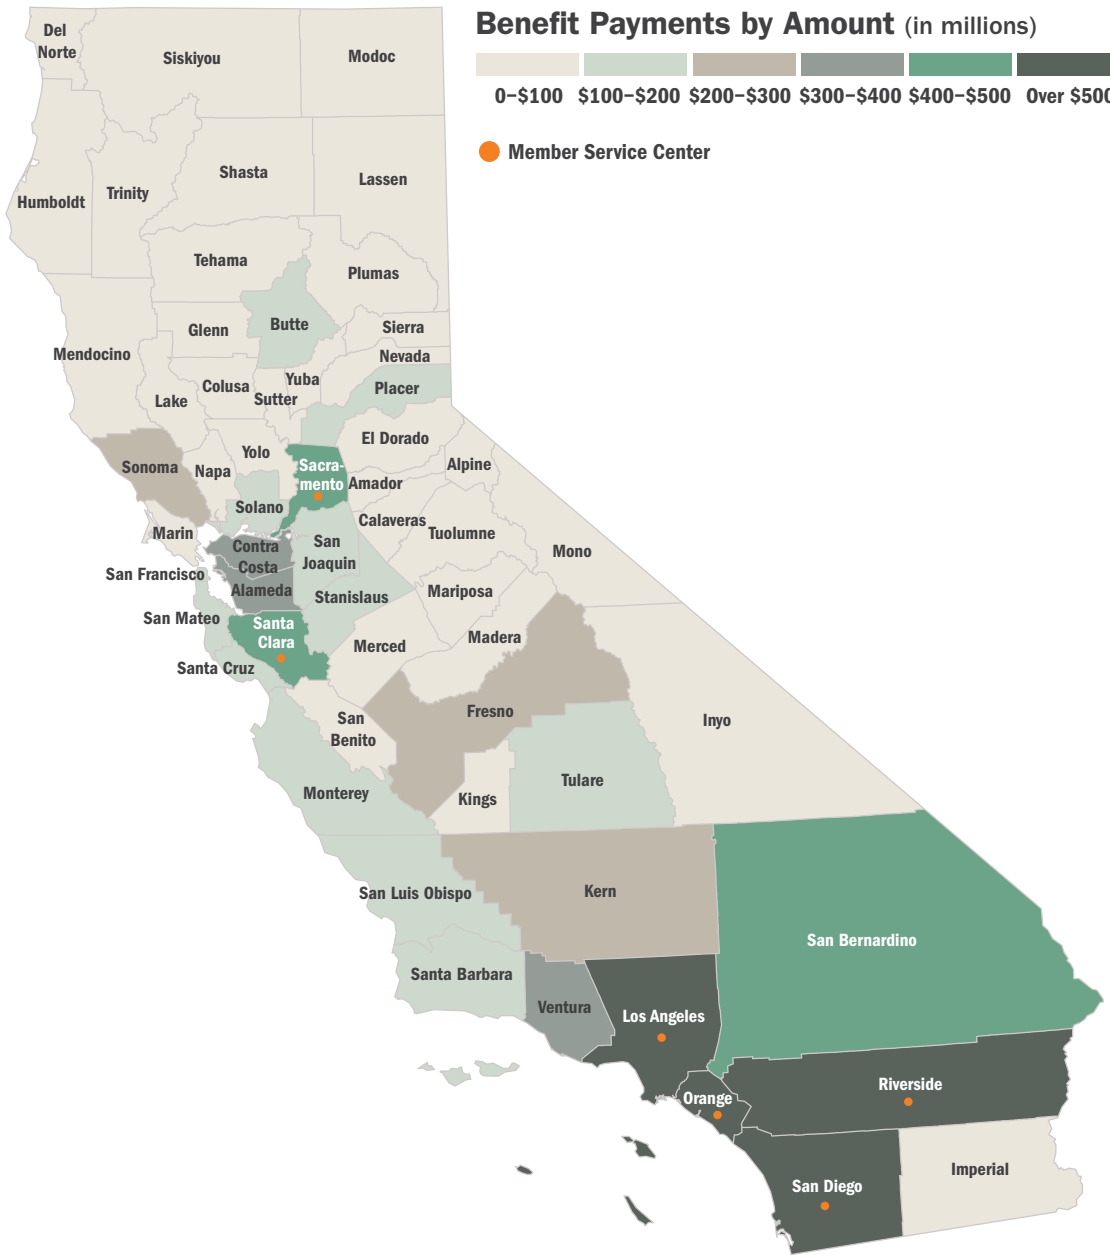 Benefit Payments by Amount (in millions)
0–$100 $100–$200 $200–$300 $300–$400 $400–$500 Over $500
Member Service Center
Del
Norte
Siskiyou
Modoc
Humboldt
Trinity
Shasta
Lassen
Tehama
Plumas
Mendocino
Glenn
Butte
Sierra
Nevada
Lake
Colusa
Sutter
Yuba
Placer
El Dorado
Sonoma
Napa
Yolo
Sacra-
mento
Amador
Alpine
Solano
Marin
Calaveras
Tuolumne
Mono
Contra
Costa
San
Joaquin
San Francisco
Alameda
Stanislaus
Mariposa
San Mateo
Santa
Clara
Merced
Madera
Santa Cruz
San
Benito
Fresno
Inyo
Monterey
Kings
Tulare
San Luis Obispo
Kern
San Bernardino
Santa Barbara
Ventura
Los Angeles
Orange
Riverside
San Diego
Imperial